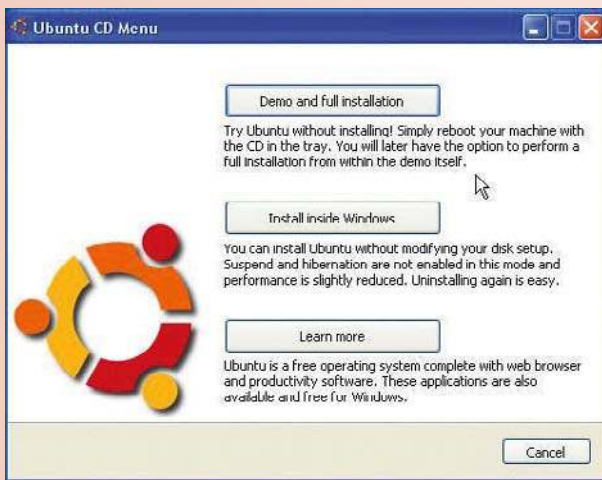 Ubuntu CD Menu
Demo and full installation
Try Ubuntu without installing! Simply reboot your machine with
the CD in the tray. You will later have the option to perform a
full installation from within the demo itself.
Install inside Windows
You can install Ubuntu without modifying your disk setup.
Suspend and hibernation are not enabled in this mode and
performance is slightly reduced. Uninstalling again is easy.
Learn more
Ubuntu is a free operating system complete with web browser
and productivity software. These applications are also
available and free for Windows.
Cancel